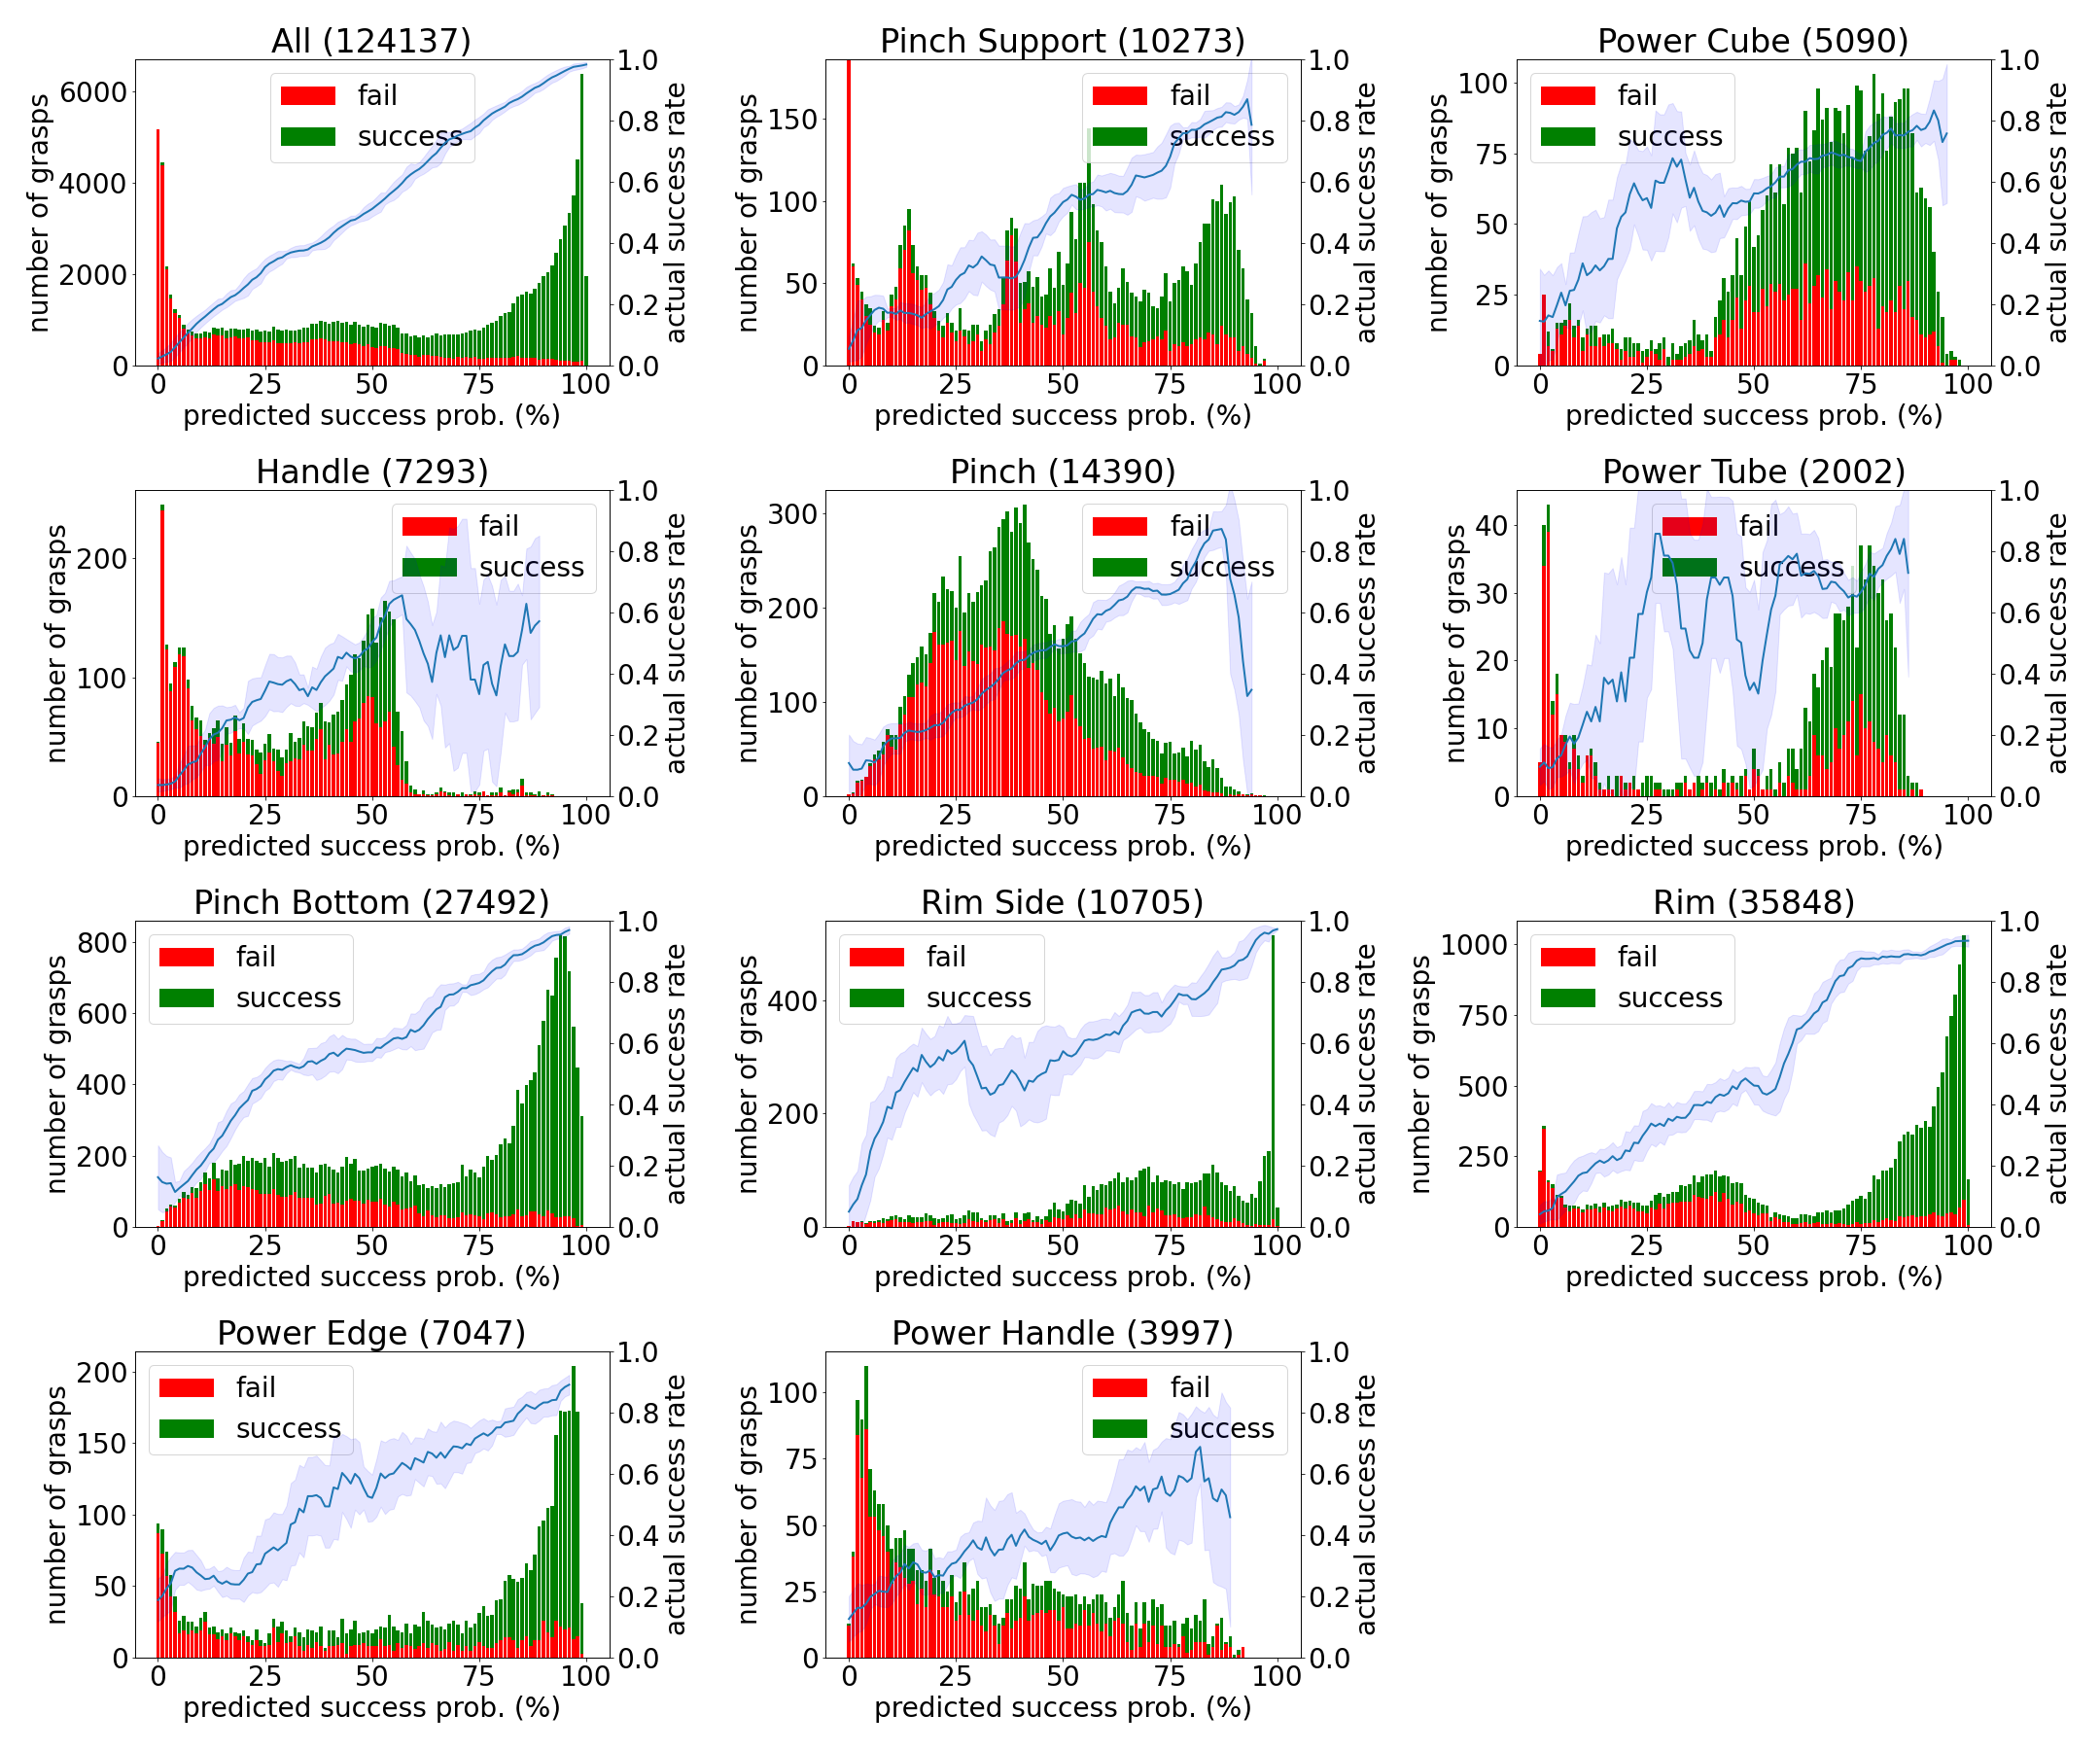 All (124137)
number of grasps
6000
4000
2000
0
fail
success
1.0
0.8
0.6
0.4
0.2
0.0
actual success rate
0 25 50 75 100
predicted success prob. (%)
Pinch Support (10273)
number of grasps
150
100
50
0
fail
success
1.0
0.8
0.6
0.4
0.2
0.0
actual success rate
0 25 50 75 100
predicted success prob. (%)
Power Cube (5090)
number of grasps
100
75
50
25
0
fail
success
1.0
0.8
0.6
0.4
0.2
0.0
actual success rate
0 25 50 75 100
predicted success prob. (%)
Handle (7293)
number of grasps
200
100
0
fail
success
1.0
0.8
0.6
0.4
0.2
0.0
actual success rate
0 25 50 75 100
predicted success prob. (%)
Pinch (14390)
number of grasps
300
200
100
0
fail
success
1.0
0.8
0.6
0.4
0.2
0.0
actual success rate
0 25 50 75 100
predicted success prob. (%)
Power Tube (2002)
number of grasps
40
30
20
10
0
fail
success
1.0
0.8
0.6
0.4
0.2
0.0
actual success rate
0 25 50 75 100
predicted success prob. (%)
Pinch Bottom (27492)
number of grasps
800
600
400
200
0
fail
success
1.0
0.8
0.6
0.4
0.2
0.0
actual success rate
0 25 50 75 100
predicted success prob. (%)
Rim Side (10705)
number of grasps
400
200
0
fail
success
1.0
0.8
0.6
0.4
0.2
0.0
actual success rate
0 25 50 75 100
predicted success prob. (%)
Rim (35848)
number of grasps
1000
750
500
250
0
fail
success
1.0
0.8
0.6
0.4
0.2
0.0
actual success rate
0 25 50 75 100
predicted success prob. (%)
Power Edge (7047)
number of grasps
200
150
100
50
0
fail
success
1.0
0.8
0.6
0.4
0.2
0.0
actual success rate
0 25 50 75 100
predicted success prob. (%)
Power Handle (3997)
number of grasps
100
75
50
25
0
fail
success
1.0
0.8
0.6
0.4
0.2
0.0
actual success rate
0 25 50 75 100
predicted success prob. (%)